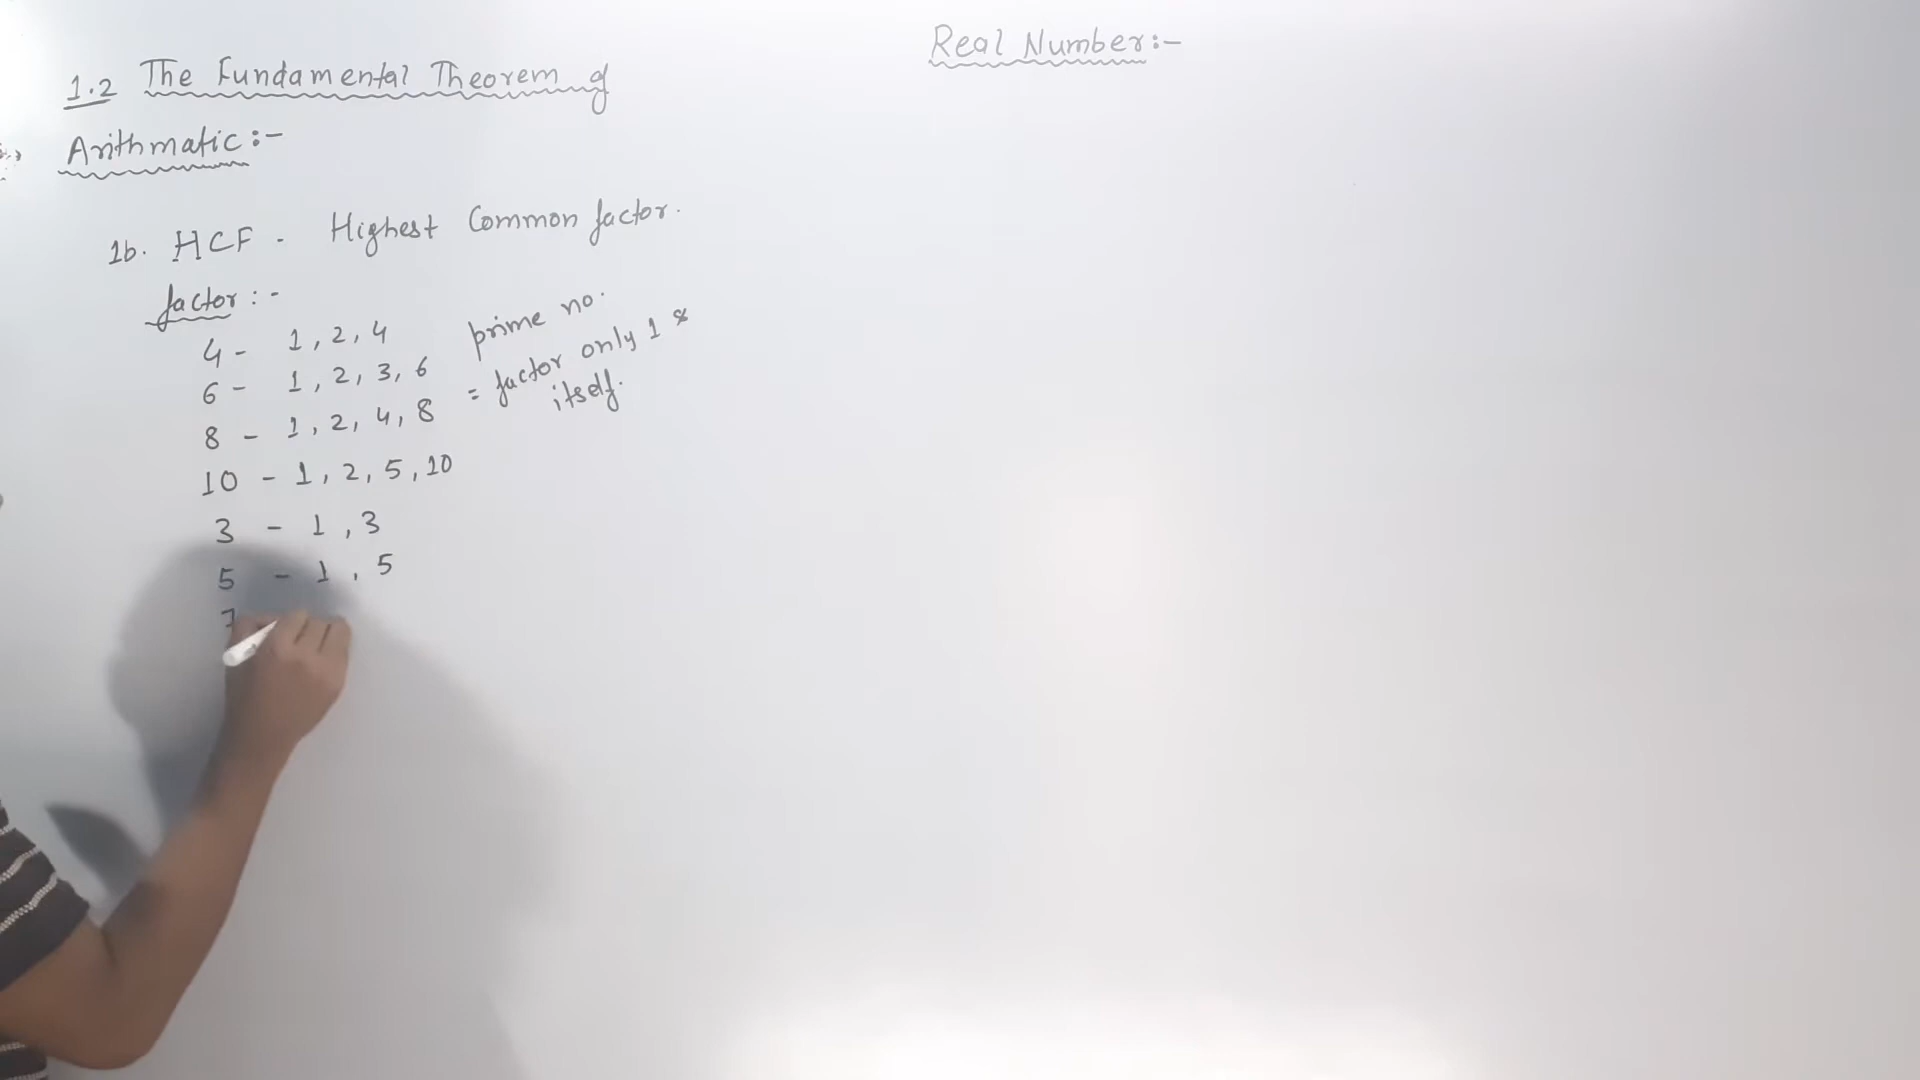 Real Number:-
1.2 The Fundamental Theorem of
Arithmatic:-
1b. HCF - Highest Common factor.
factor:-
4 - 1, 2, 4
6 - 1, 2, 3, 6
8 - 1, 2, 4, 8
10 - 1, 2, 5, 10
3 - 1, 3
5 - 1, 5
7
prime no.
= factor only 1 &
itself.